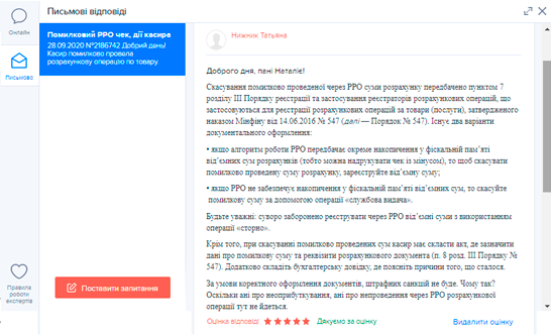 Письмові відповіді
Онлайн
Письмово
Правила
роботи
експертів
Помилковий РРО чек, дії касира
28.09.2020 №2186742 Добрий день!
Касир помилково провела
розрахункову операцію по товару.
Поставити запитання
Нижник Татьяна
Доброго дня, пані Наталіє!
Скасування помилково проведеної через РРО суми розрахунку передбачено пунктом 7
розділу ІІІ Порядку реєстрації та застосування реєстраторів розрахункових операцій, що
застосовуються для реєстрації розрахункових операцій за товари (послуги), затвердженого
наказом Мінфіну від 14.06.2016 № 547 (далі — Порядок № 547). Існує два варіанти
документального оформлення:
• якщо алгоритм роботи РРО передбачає окреме накопичення у фіскальній пам'яті
від'ємних сум розрахунків (тобто можна надрукувати чек із мінусом), то щоб скасувати
помилково проведену суму розрахунку, зареєструйте від'ємну суму;
• якщо РРО не забезпечує накопичення у фіскальній пам'яті від'ємних сум, то скасуйте
помилкову суму за допомогою операції «службова видача».
Будьте уважні: суворо заборонено реєструвати через РРО від'ємні суми з використанням
операції «сторно».
Крім того, при скасуванні помилково проведених сум касир має скласти акт, де зазначити
дані про помилкову суму та реквізити розрахункового документа (п. 8 розд. ІІІ Порядку №
547). Додатково складіть бухгалтерську довідку, де поясніть причини того, що сталося.
За умови коректного оформлення документів, штрафних санкцій не буде. Чому так?
Оскільки ані про неоприбуткування, ані про непроведення через РРО розрахункової
операції тут не йдеться.
Оцінка відповіді
Дякуємо за оцінку
Видалити оцінку